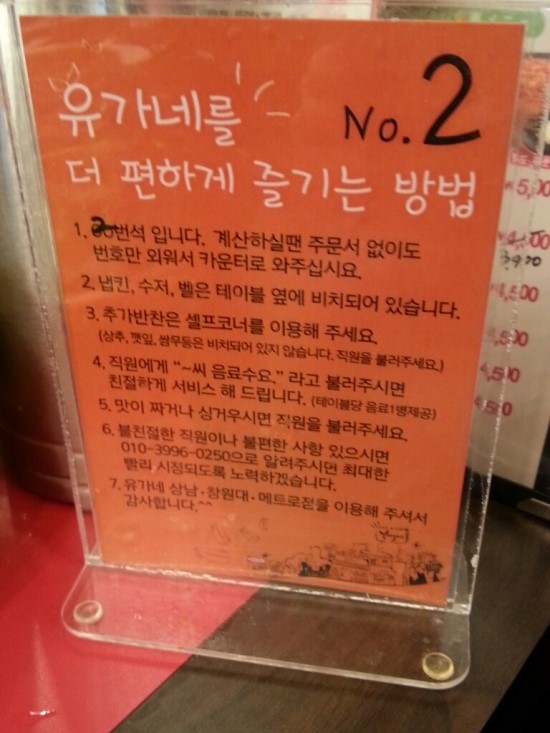 유가네를
No. 2
더 편하게 즐기는 방법
1. 2번석 입니다. 계산하실땐 주문서 없이도
번호만 외워서 카운터로 와주십시요.
2. 냅킨, 수저, 벨은 테이블 옆에 비치되어 있습니다.
3. 추가반찬은 셀프코너를 이용해 주세요.
(상추, 깻잎, 쌈무등은 비치되어 있지 않습니다. 직원을 불러주세요.)
4. 직원에게 "~씨 음료수요." 라고 불러주시면
친절하게 서비스 해 드립니다. (테이블당 음료1병제공)
5. 맛이 짜거나 싱거우시면 직원을 불러주세요.
6. 불친절한 직원이나 불편한 사항 있으시면
010-3996-0250으로 알려주시면 최대한
빨리 시정되도록 노력하겠습니다.
7. 유가네 상남·창원대·메트로점을 이용해 주셔서
감사합니다.^^